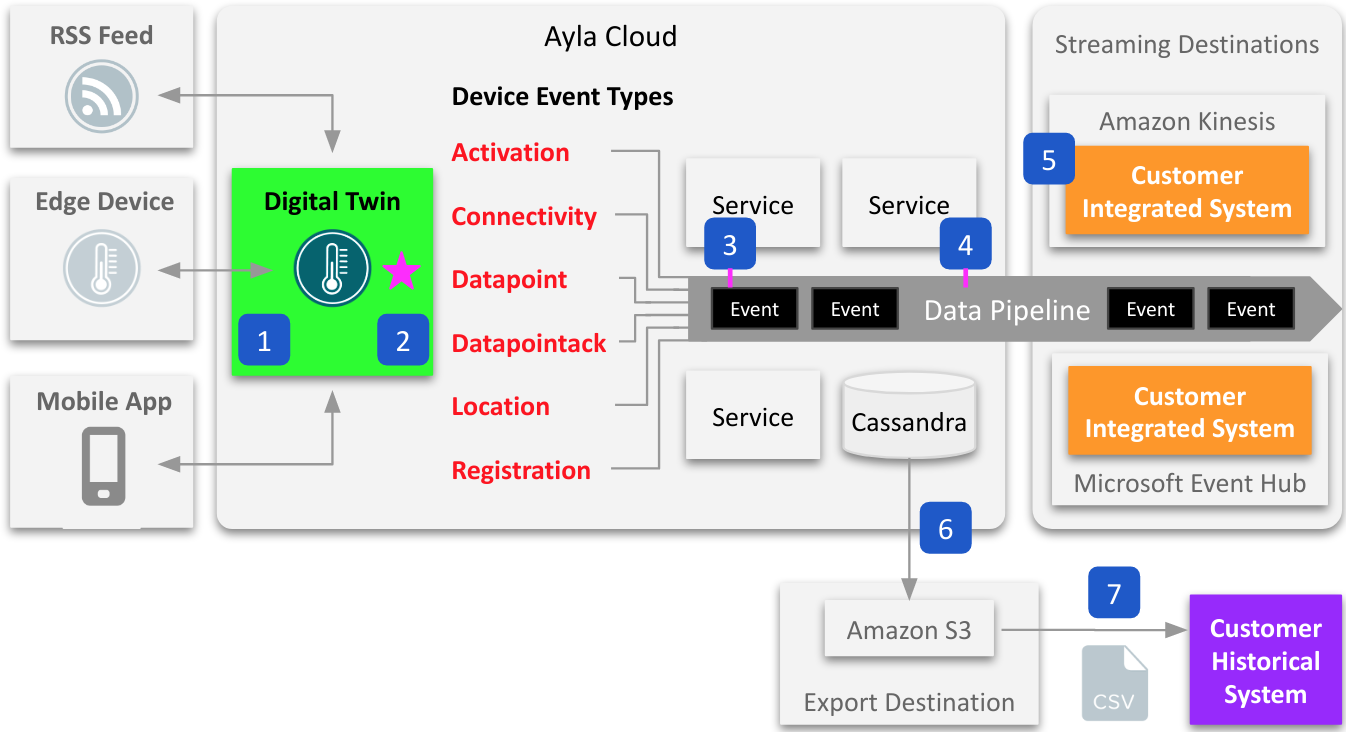 RSS Feed
Edge Device
Mobile App
Ayla Cloud
Digital Twin
1
2
Device Event Types
Activation
Connectivity
Datapoint
Datapointack
Location
Registration
Service
Service
3
4
Event
Event
Data Pipeline
Event
Event
Service
Cassandra
Streaming Destinations
Amazon Kinesis
5
Customer
Integrated System
Customer
Integrated System
Microsoft Event Hub
6
Amazon S3
Export Destination
7
CSV
Customer
Historical
System